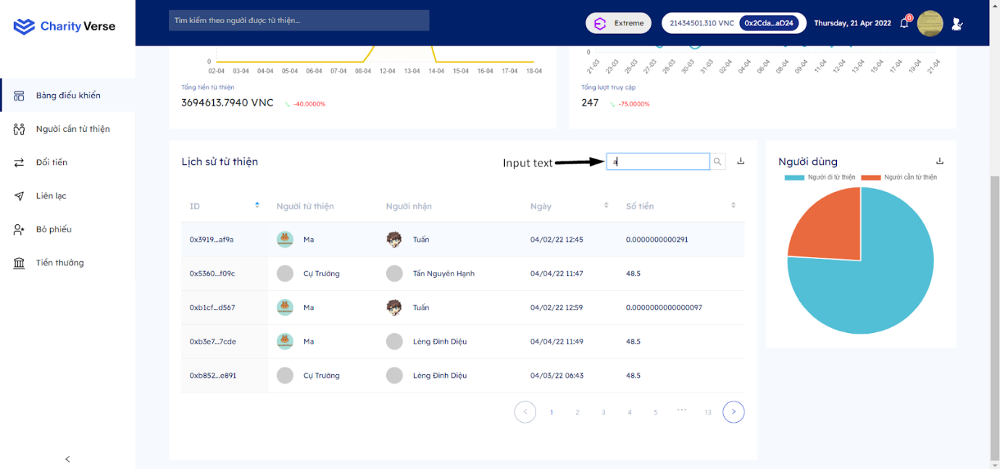 Charity Verse
Tìm kiếm theo người được từ thiện...
Extreme
21434501.310 VNC 0x2Cda...aD24
Thursday, 21 Apr 2022
0
Bảng điều khiển
Người cần từ thiện
Đổi tiền
Liên lạc
Bỏ phiếu
Tiền thưởng
0
02-04 03-04 04-04 05-04 06-04 07-04 08-04 12-04 13-04 14-04 15-04 16-04 17-04 18-04
Tổng tiền từ thiện
3694613.7940 VNC -40.0000%
0
21-03 23-03 25-03 27-03 28-03 30-03 31-03 02-04 04-04 06-04 08-04 09-04 11-04 12-04 13-04 15-04 17-04 19-04 21-04
Tổng lượt truy cập
247 -75.0000%
Lịch sử từ thiện
Input text
a
ID Người từ thiện Người nhận Ngày Số tiền
0x3919...af9a Ma Tuấn 04/02/22 12:45 0.0000000000291
0x5360...f09c Cự Trường Tấn Nguyên Hạnh 04/04/22 11:47 48.5
0xb1cf...d567 Ma Tuấn 04/02/22 12:59 0.0000000000000097
0xb3e7...7cde Ma Lèng Đình Diệu 04/04/22 11:49 48.5
0xb852...e891 Cự Trường Lèng Đình Diệu 04/03/22 06:43 48.5
1 2 3 4 5 ••• 13
Người dùng
Người đi từ thiện Người cần từ thiện